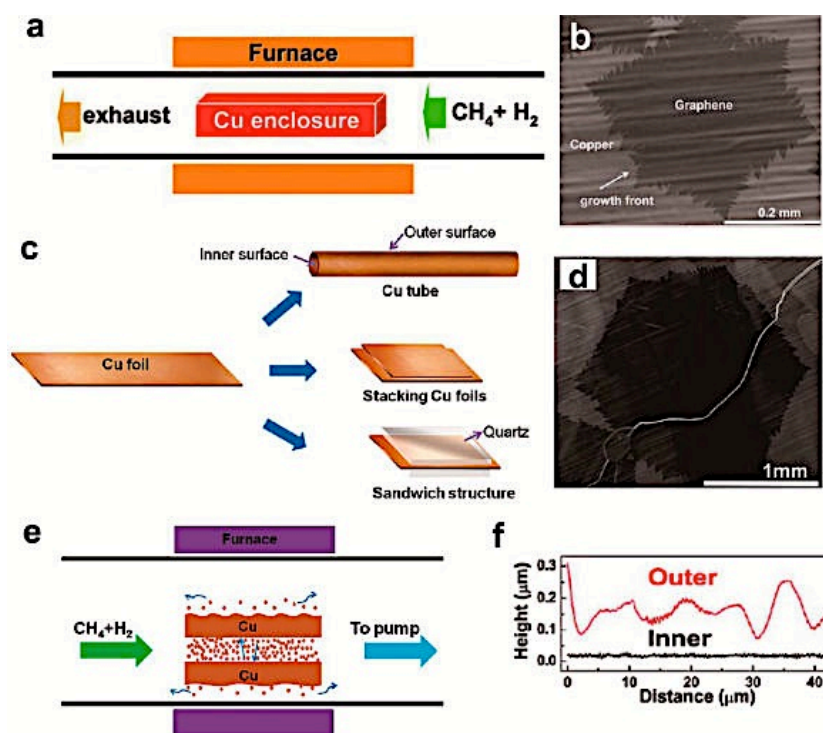 a
Furnace
exhaust
Cu enclosure
CH4+ H2
b
Graphene
Copper
growth front
0.2 mm
c
Outer surface
Inner surface
Cu tube
Cu foil
Stacking Cu foils
Quartz
Sandwich structure
d
1mm
e
Furnace
CH4+H2
Cu
Cu
To pump
f
Height (µm)
0.3
0.2
0.1
0.0
Outer
Inner
0 10 20 30 40
Distance (µm)